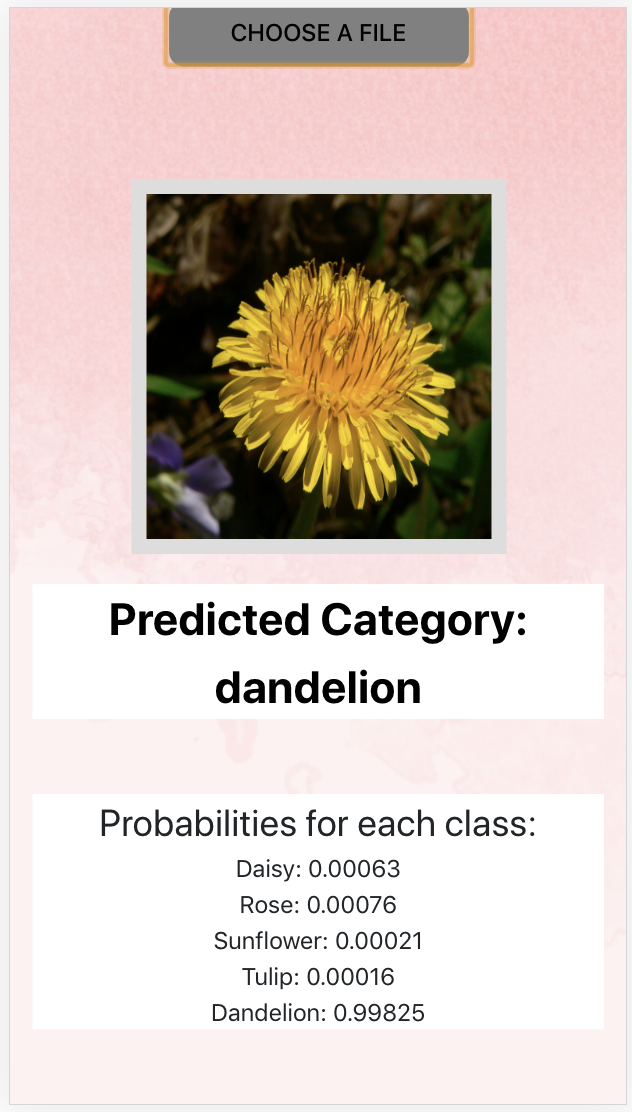 CHOOSE A FILE
Predicted Category:
dandelion
Probabilities for each class:
Daisy: 0.00063
Rose: 0.00076
Sunflower: 0.00021
Tulip: 0.00016
Dandelion: 0.99825